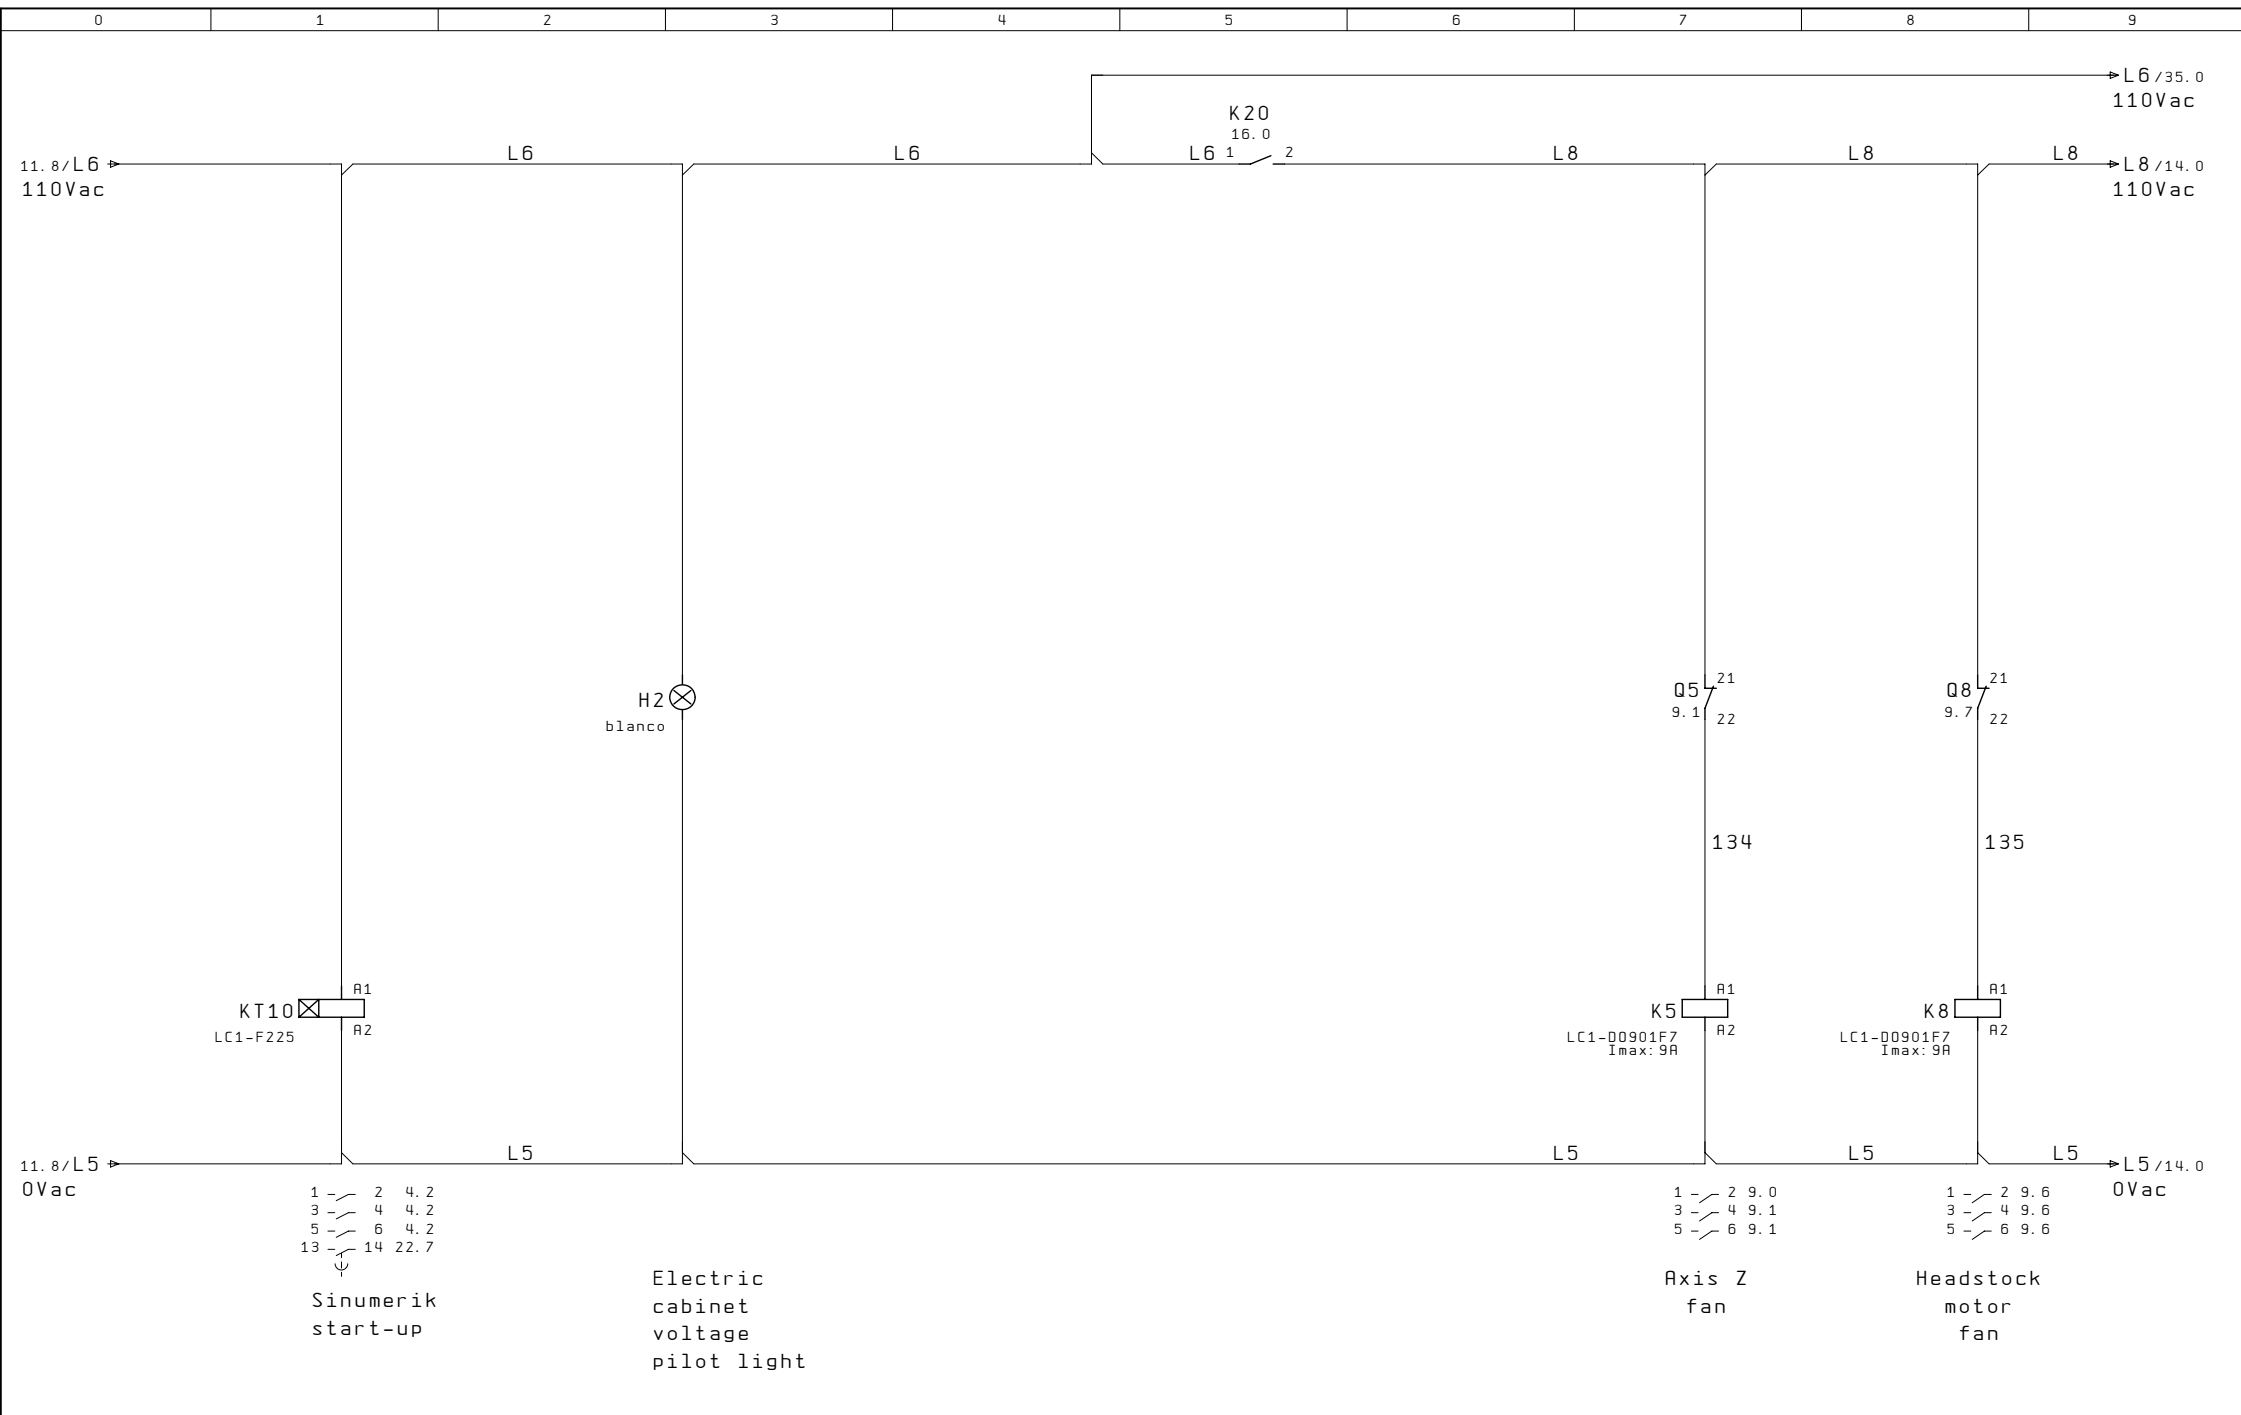 0 1 2 3 4 5 6 7 8 9
L6 /35.0
110Vac
K20
16.0
11.8/L6 L6 L6 L6 1 2 L8 L8 L8 L8 /14.0
110Vac 110Vac
H2
blanco
Q5 21
9.1 22
Q8 21
9.7 22
134 135
KT10 A1
A2
LC1-F225
K5 A1
A2
LC1-D0901F7
Imax:9A
K8 A1
A2
LC1-D0901F7
Imax:9A
11.8/L5 L5 L5 L5 L5 L5 /14.0
0Vac 0Vac
1 2 4.2
3 4 4.2
5 6 4.2
13 14 22.7
Sinumerik
start-up
Electric
cabinet
voltage
pilot light
1 2 9.0
3 4 9.1
5 6 9.1
Axis Z
fan
1 2 9.6
3 4 9.6
5 6 9.6
Headstock
motor
fan